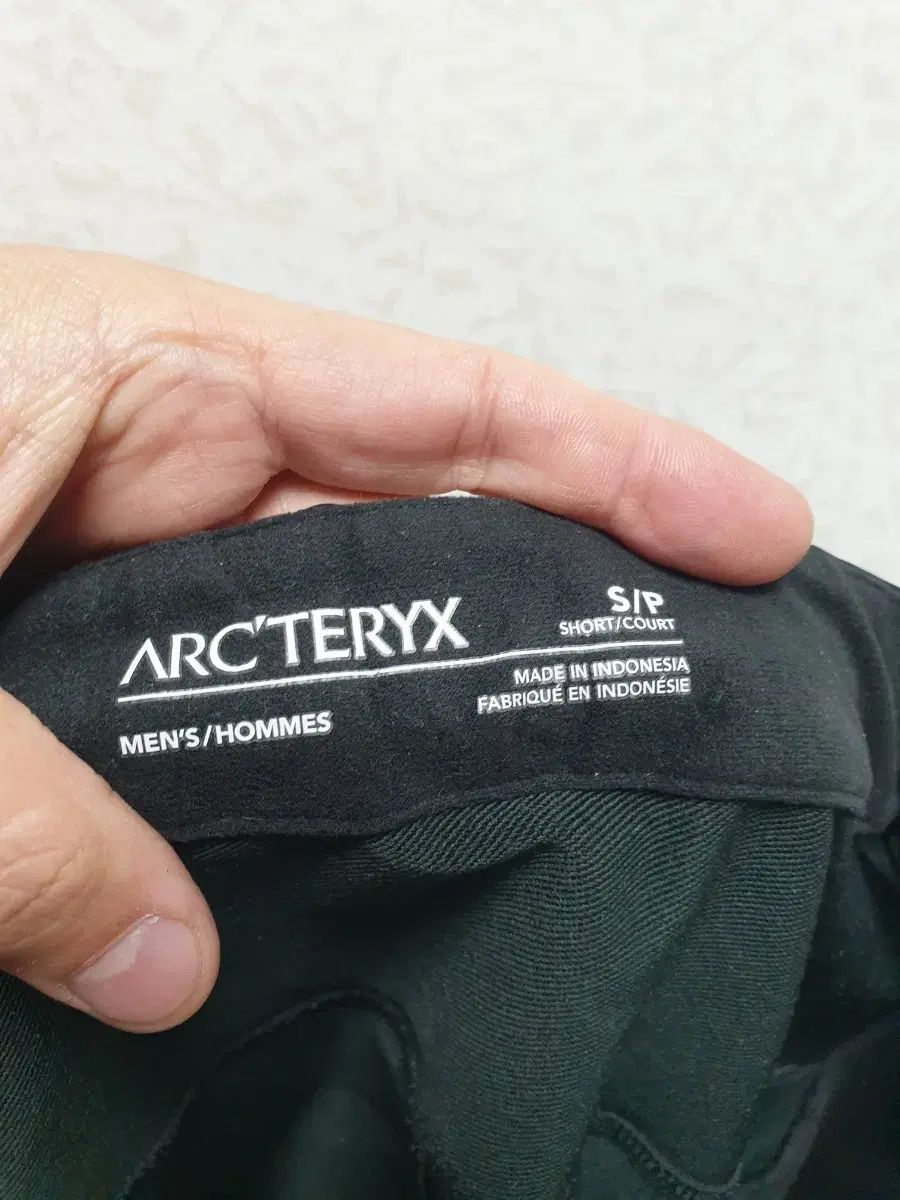 ARC'TERYX
MEN'S/HOMMES
S/P
SHORT/COURT
MADE IN INDONESIA
FABRIQUÉ EN INDONÉSIE